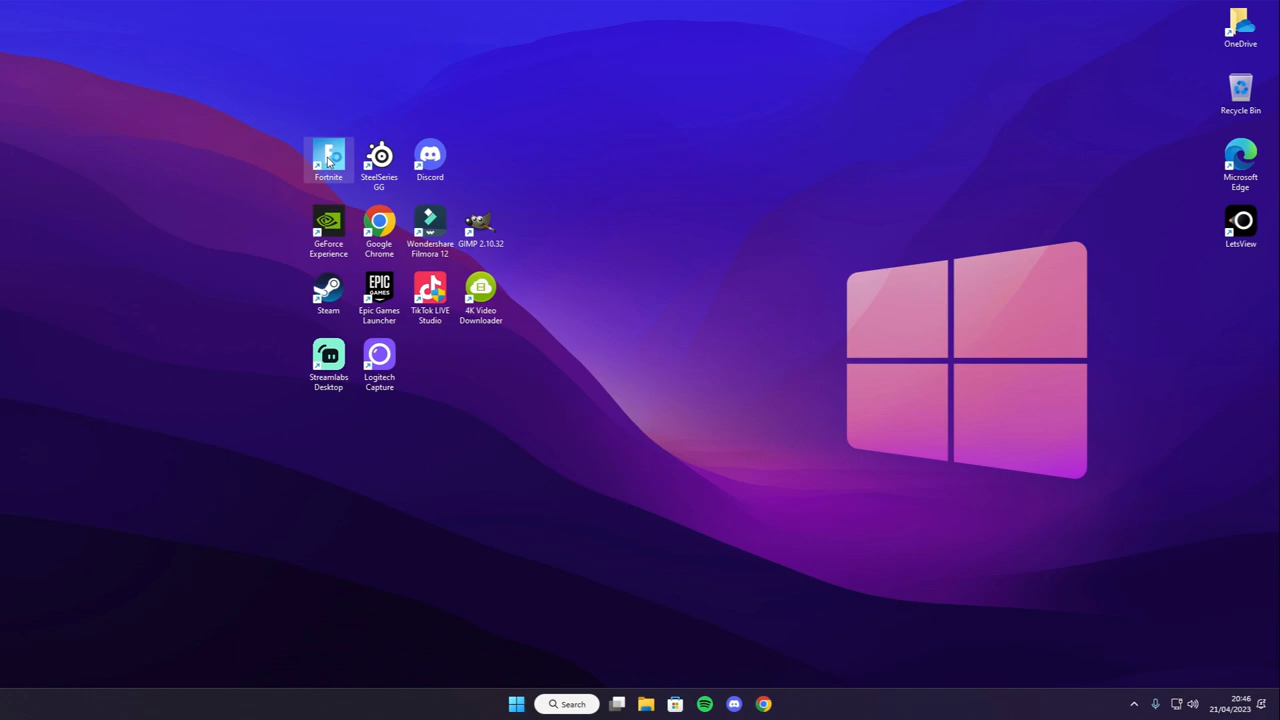 OneDrive
Recycle Bin
Microsoft
Edge
LetsView
Fortnite
SteelSeries
GG
Discord
GeForce
Experience
Google
Chrome
Wondershare
Filmora 12
GIMP 2.10.32
Steam
EPIC
GAMES
Epic Games
Launcher
TikTok LIVE
Studio
4K Video
Downloader
Streamlabs
Desktop
Logitech
Capture
Search
20:46
21/04/2023